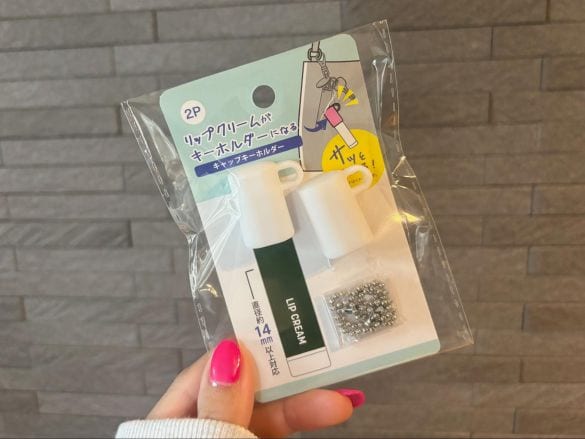 2P
リップクリームが
キーホルダーになる
キャップキーホルダー
サッと
！
LIP CREAM
直径約
14mm
以上対応